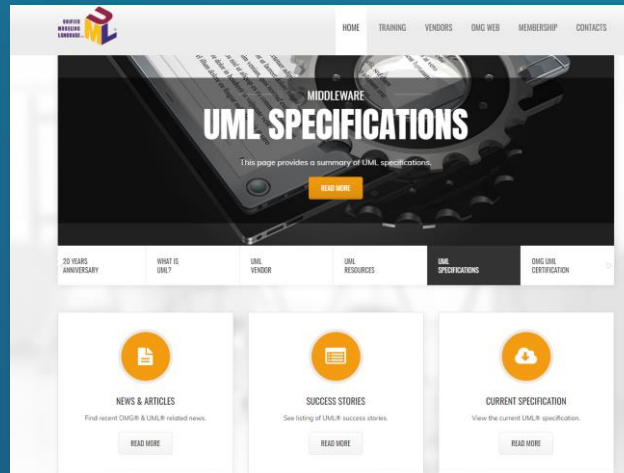 UNIFIED
MODELING
LANGUAGE
UML
HOME TRAINING VENDORS OMG WEB MEMBERSHIP CONTACTS
MIDDLEWARE
UML SPECIFICATIONS
This page provides a summary of UML specifications.
READ MORE
20 YEARS
ANNIVERSARY
WHAT IS
UML?
UML
VENDOR
UML
RESOURCES
UML
SPECIFICATIONS
OMG UML
CERTIFICATION
NEWS & ARTICLES
Find recent OMG® & UML® related news.
READ MORE
SUCCESS STORIES
See listing of UML® success stories.
READ MORE
CURRENT SPECIFICATION
View the current UML® specification.
READ MORE